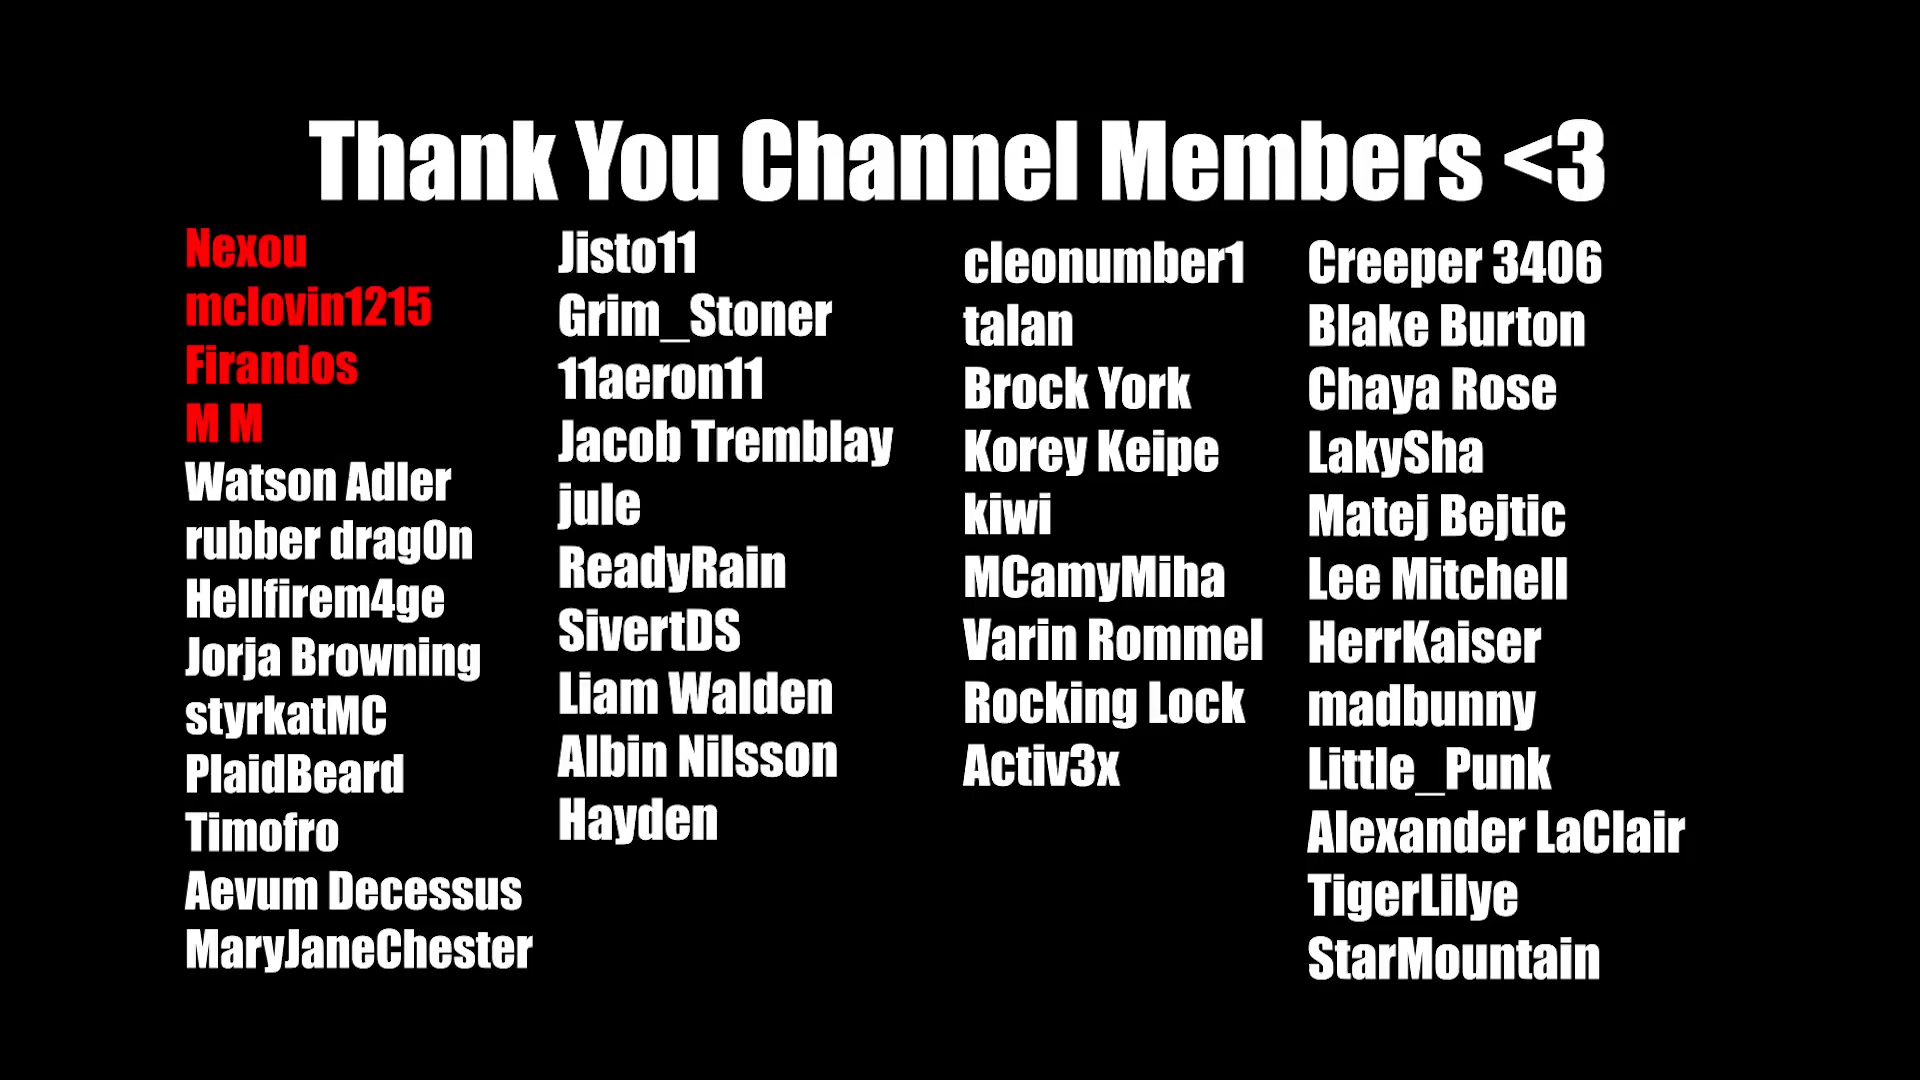 Thank You Channel Members <3
Nexou
mclovin1215
Firandos
M M
Watson Adler
rubber drag0n
Hellfirem4ge
Jorja Browning
styrkatMC
PlaidBeard
Timofro
Aevum Decessus
MaryJaneChester
Jisto11
Grim_Stoner
11aeron11
Jacob Tremblay
jule
ReadyRain
SivertDS
Liam Walden
Albin Nilsson
Hayden
cleonumber1
talan
Brock York
Korey Keipe
kiwi
MCamyMiha
Varin Rommel
Rocking Lock
Activ3x
Creeper 3406
Blake Burton
Chaya Rose
LakySha
Matej Bejtic
Lee Mitchell
HerrKaiser
madbunny
Little_Punk
Alexander LaClair
TigerLilye
StarMountain